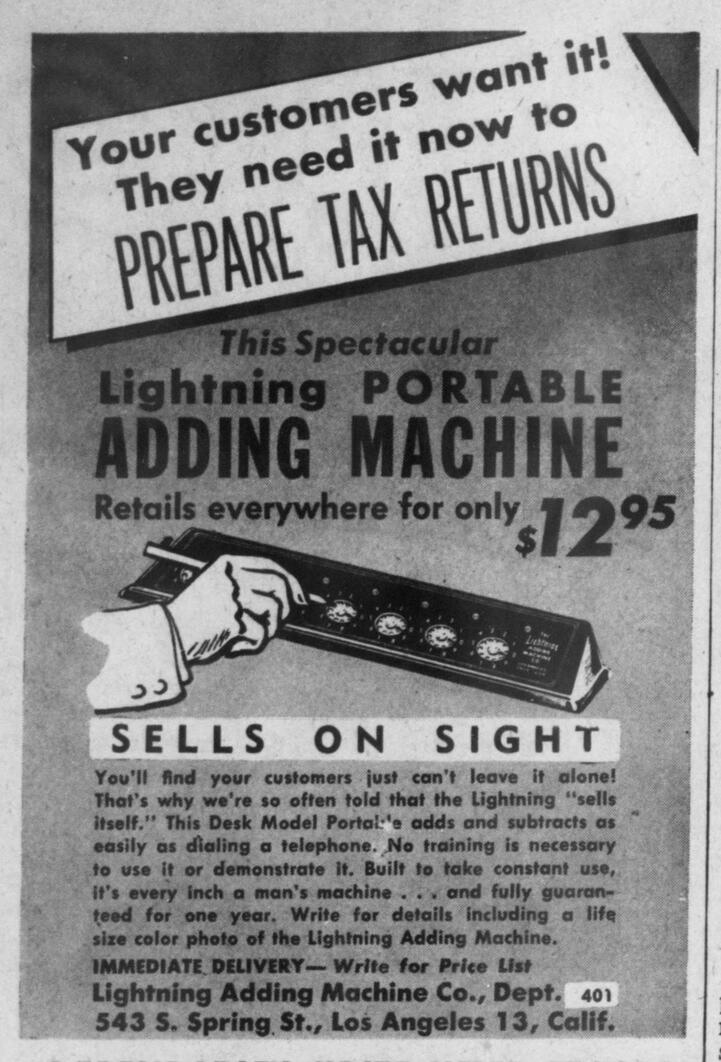 Your customers want it!
They need it now to
PREPARE TAX RETURNS
This Spectacular
Lightning PORTABLE
ADDING MACHINE
Retails everywhere for only $12 95
THE
Lightning
ADDING
MACHINE
CO.
SELLS ON SIGHT
You'll find your customers just can't leave it alone!
That's why we're so often told that the Lightning "sells
itself." This Desk Model Portable adds and subtracts as
easily as dialing a telephone. No training is necessary
to use it or demonstrate it. Built to take constant use,
it's every inch a man's machine . . . and fully guaran-
teed for one year. Write for details including a life
size color photo of the Lightning Adding Machine.
IMMEDIATE DELIVERY— Write for Price List
Lightning Adding Machine Co., Dept. 401
543 S. Spring St., Los Angeles 13, Calif.